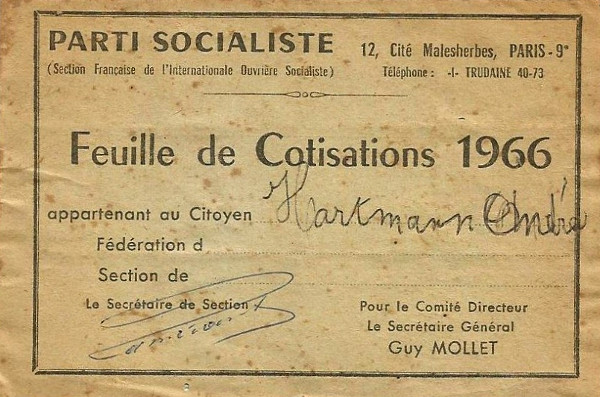 PARTI SOCIALISTE
(Section Française de l'Internationale Ouvrière Socialiste)
12, Cité Malesherbes, PARIS-9e
Téléphone : -I- TRUDAINE 40-73
Feuille de Cotisations 1966
appartenant au Citoyen Hartmann André
Fédération d
Section de
Le Secrétaire de Section
Pour le Comité Directeur
Le Secrétaire Général
Guy MOLLET